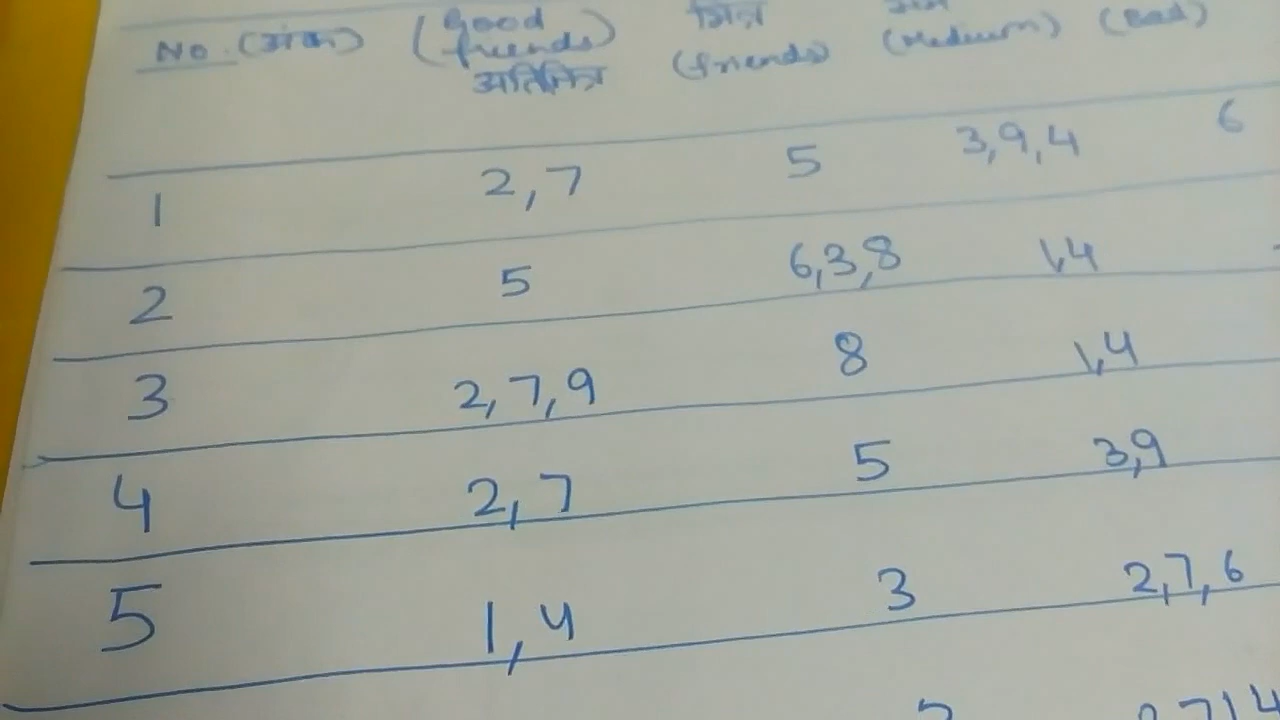 No. (अंक) (Good friends) अतिमित्र मित्र (friends) (Medium) (Bad)
1 2,7 5 3,9,4 6
2 5 6,3,8 1,4
3 2,7,9 8 1,4
4 2,7 5 3,9
5 1,4 3 2,7,6